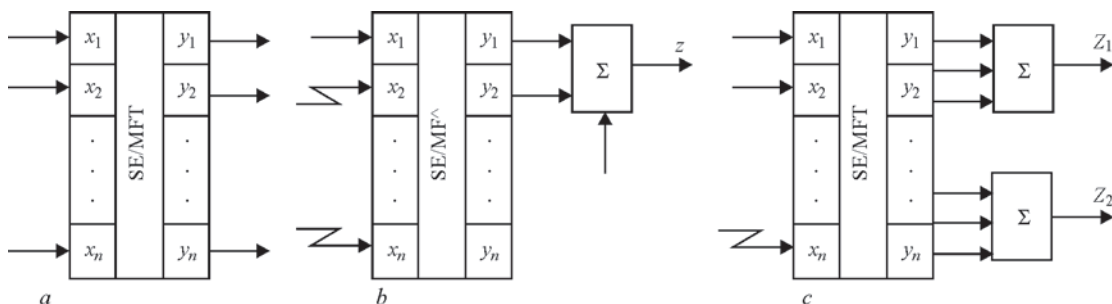 x1 y1
x2 y2
. .
. .
. .
xn yn
SE/MFT
a
x1 y1
x2 y2
. .
. .
. .
xn yn
SE/MF^
Σ
z
b
x1 y1
x2 y2
. .
. .
. .
xn yn
SE/MFT
Σ
Z1
Σ
Z2
c